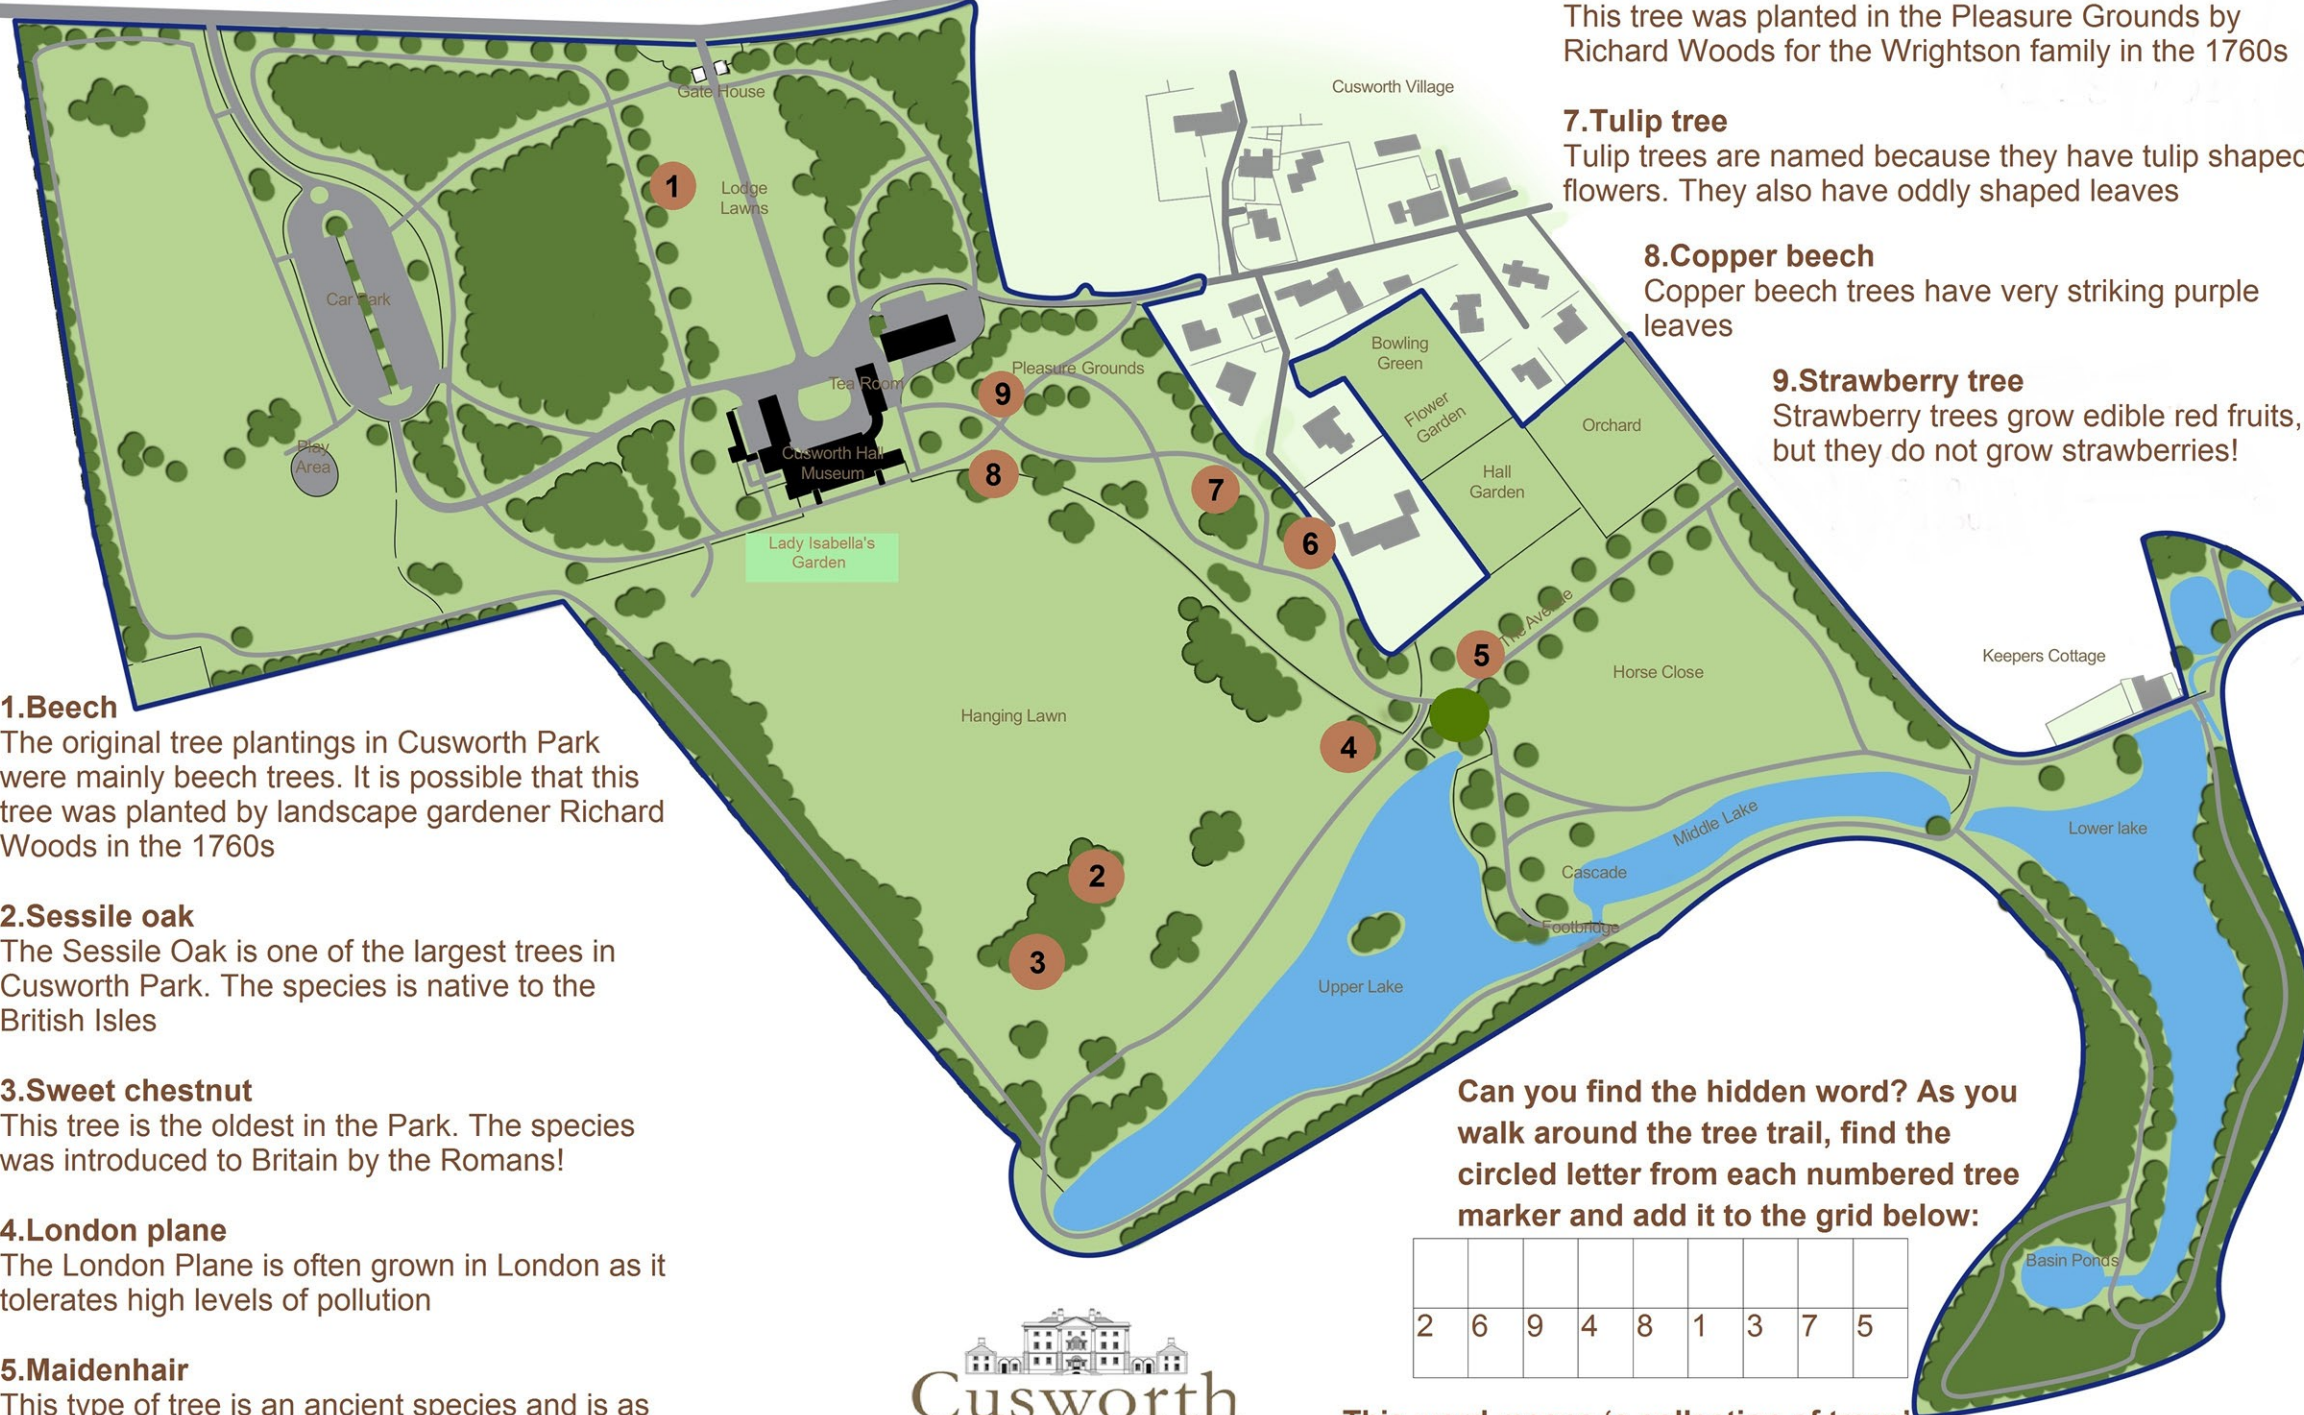 This tree was planted in the Pleasure Grounds by
Richard Woods for the Wrightson family in the 1760s
7.Tulip tree
Tulip trees are named because they have tulip shaped
flowers. They also have oddly shaped leaves
8.Copper beech
Copper beech trees have very striking purple
leaves
9.Strawberry tree
Strawberry trees grow edible red fruits,
but they do not grow strawberries!
Cusworth Village
Gate House
1
Lodge
Lawns
Car Park
Play
Area
Tea Room
Cusworth Hall
Museum
Lady Isabella's
Garden
Pleasure Grounds
9
8
7
6
Bowling
Green
Flower
Garden
Hall
Garden
Orchard
The Avenue
5
Horse Close
Keepers Cottage
Hanging Lawn
4
2
3
Upper Lake
Cascade
Footbridge
Middle Lake
Lower lake
Basin Ponds
1.Beech
The original tree plantings in Cusworth Park
were mainly beech trees. It is possible that this
tree was planted by landscape gardener Richard
Woods in the 1760s
2.Sessile oak
The Sessile Oak is one of the largest trees in
Cusworth Park. The species is native to the
British Isles
3.Sweet chestnut
This tree is the oldest in the Park. The species
was introduced to Britain by the Romans!
4.London plane
The London Plane is often grown in London as it
tolerates high levels of pollution
5.Maidenhair
This type of tree is an ancient species and is as
Can you find the hidden word? As you
walk around the tree trail, find the
circled letter from each numbered tree
marker and add it to the grid below:
2 6 9 4 8 1 3 7 5
Cusworth